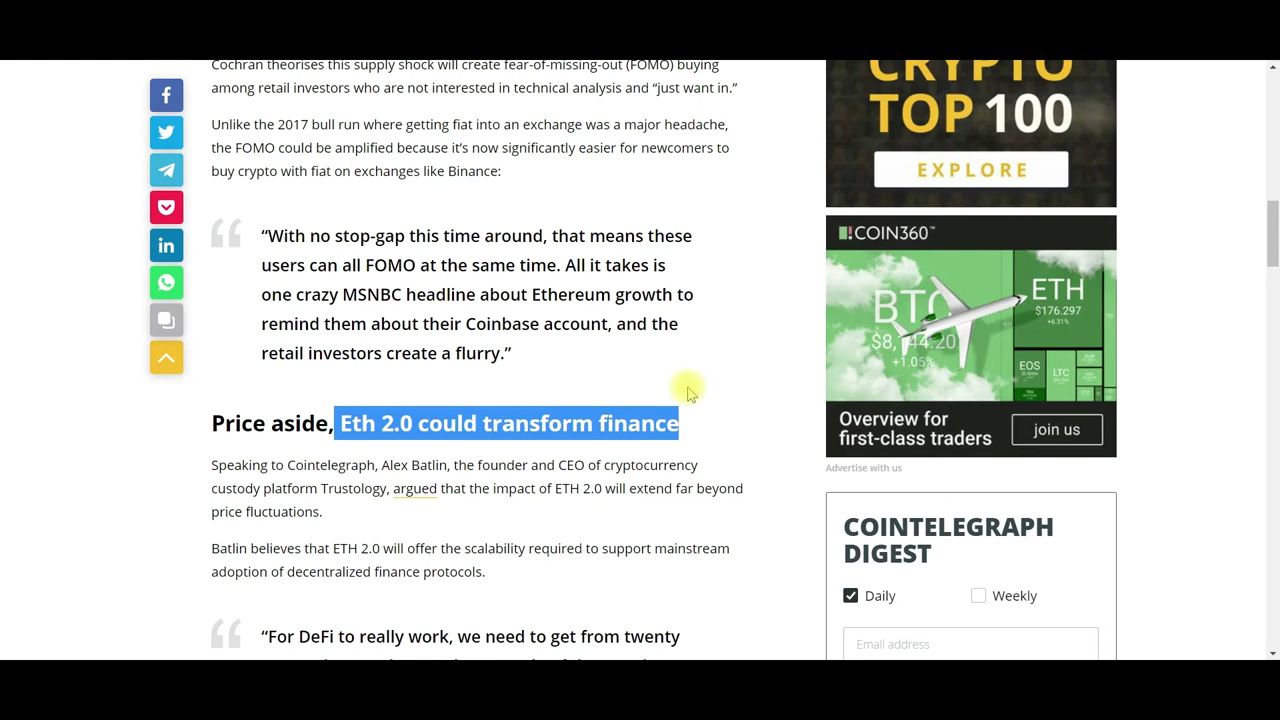 Cochran theorises this supply shock will create fear-of-missing-out (FOMO) buying
among retail investors who are not interested in technical analysis and “just want in.”
Unlike the 2017 bull run where getting fiat into an exchange was a major headache,
the FOMO could be amplified because it’s now significantly easier for newcomers to
buy crypto with fiat on exchanges like Binance:
“With no stop-gap this time around, that means these
users can all FOMO at the same time. All it takes is
one crazy MSNBC headline about Ethereum growth to
remind them about their Coinbase account, and the
retail investors create a flurry.”
Price aside, Eth 2.0 could transform finance
Speaking to Cointelegraph, Alex Batlin, the founder and CEO of cryptocurrency
custody platform Trustology, argued that the impact of ETH 2.0 will extend far beyond
price fluctuations.
Batlin believes that ETH 2.0 will offer the scalability required to support mainstream
adoption of decentralized finance protocols.
“For DeFi to really work, we need to get from twenty
CRYPTO
TOP 100
EXPLORE
COIN360™
BTC
+1.05%
ETH
$176.297
+6.31%
EOS
LTC
Overview for
first-class traders
join us
Advertise with us
COINTELEGRAPH
DIGEST
Daily
Weekly
Email address